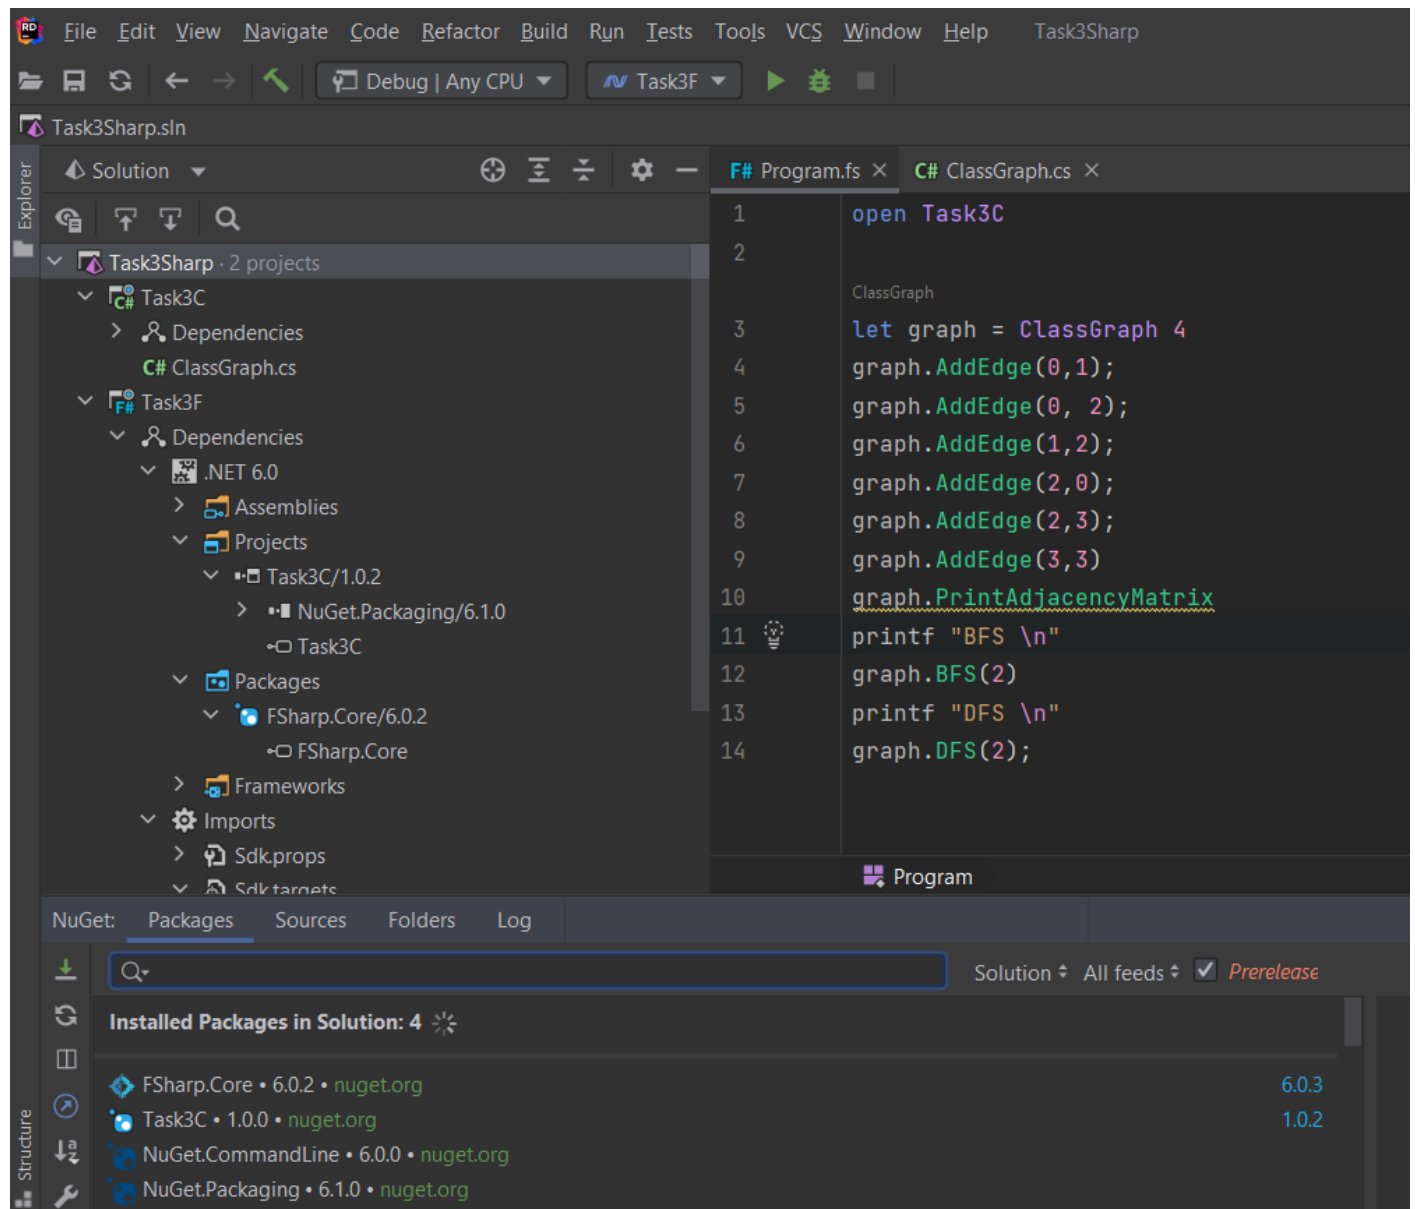 RD File Edit View Navigate Code Refactor Build Run Tests Tools VCS Window Help Task3Sharp
Debug | Any CPU Task3F
Task3Sharp.sln
Explorer
Solution
Task3Sharp · 2 projects
C# Task3C
Dependencies
C# ClassGraph.cs
F# Task3F
Dependencies
.NET 6.0
Assemblies
Projects
Task3C/1.0.2
NuGet.Packaging/6.1.0
Task3C
Packages
FSharp.Core/6.0.2
FSharp.Core
Frameworks
Imports
Sdk.props
Sdk.targets
F# Program.fs × C# ClassGraph.cs ×
1 open Task3C
2
ClassGraph
3 let graph = ClassGraph 4
4 graph.AddEdge(0,1);
5 graph.AddEdge(0, 2);
6 graph.AddEdge(1,2);
7 graph.AddEdge(2,0);
8 graph.AddEdge(2,3);
9 graph.AddEdge(3,3)
10 graph.PrintAdjacencyMatrix
11 printf "BFS \n"
12 graph.BFS(2)
13 printf "DFS \n"
14 graph.DFS(2);
Program
NuGet: Packages Sources Folders Log
Solution All feeds Prerelease
Installed Packages in Solution: 4
FSharp.Core • 6.0.2 • nuget.org 6.0.3
Task3C • 1.0.0 • nuget.org 1.0.2
NuGet.CommandLine • 6.0.0 • nuget.org
NuGet.Packaging • 6.1.0 • nuget.org
Structure